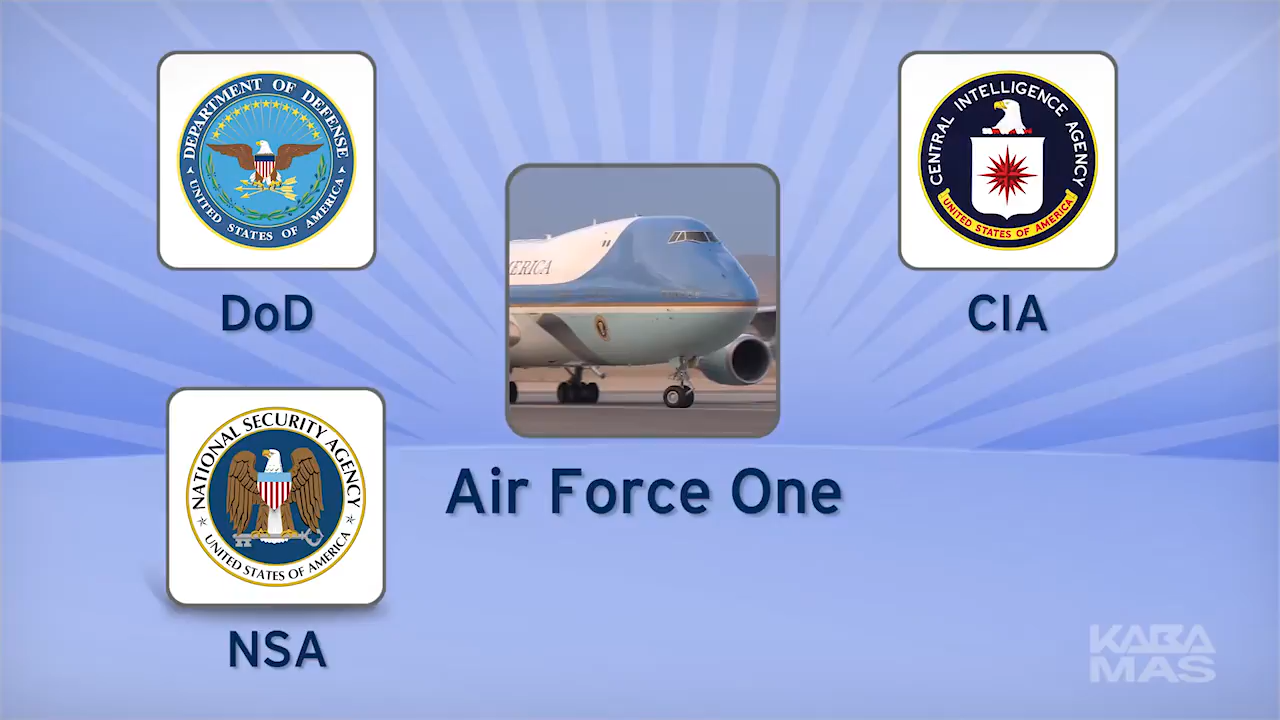 DEPARTMENT OF DEFENSE
UNITED STATES OF AMERICA
DoD
CENTRAL INTELLIGENCE AGENCY
UNITED STATES OF AMERICA
CIA
ERICA
Air Force One
NATIONAL SECURITY AGENCY
UNITED STATES OF AMERICA
NSA
KABA
MAS